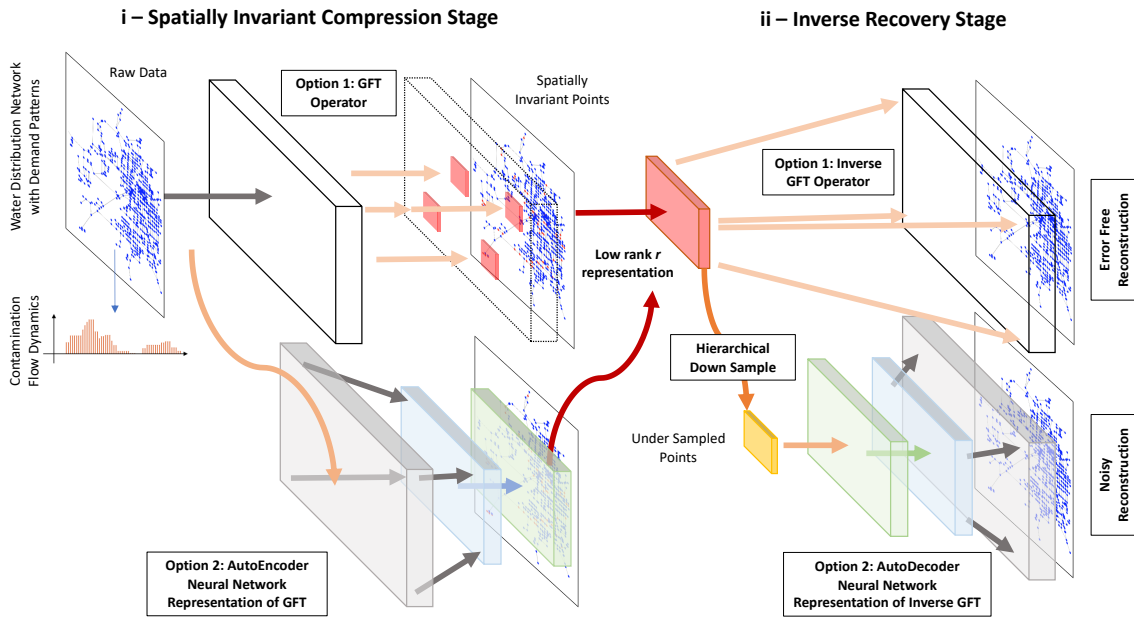 i – Spatially Invariant Compression Stage
ii – Inverse Recovery Stage
Water Distribution Network
with Demand Patterns
Raw Data
Option 1: GFT
Operator
Spatially
Invariant Points
Option 1: Inverse
GFT Operator
Error Free
Reconstruction
Low rank r
representation
Contamination
Flow Dynamics
Hierarchical
Down Sample
Under Sampled
Points
Noisy
Reconstruction
Option 2: AutoEncoder
Neural Network
Representation of GFT
Option 2: AutoDecoder
Neural Network
Representation of Inverse GFT